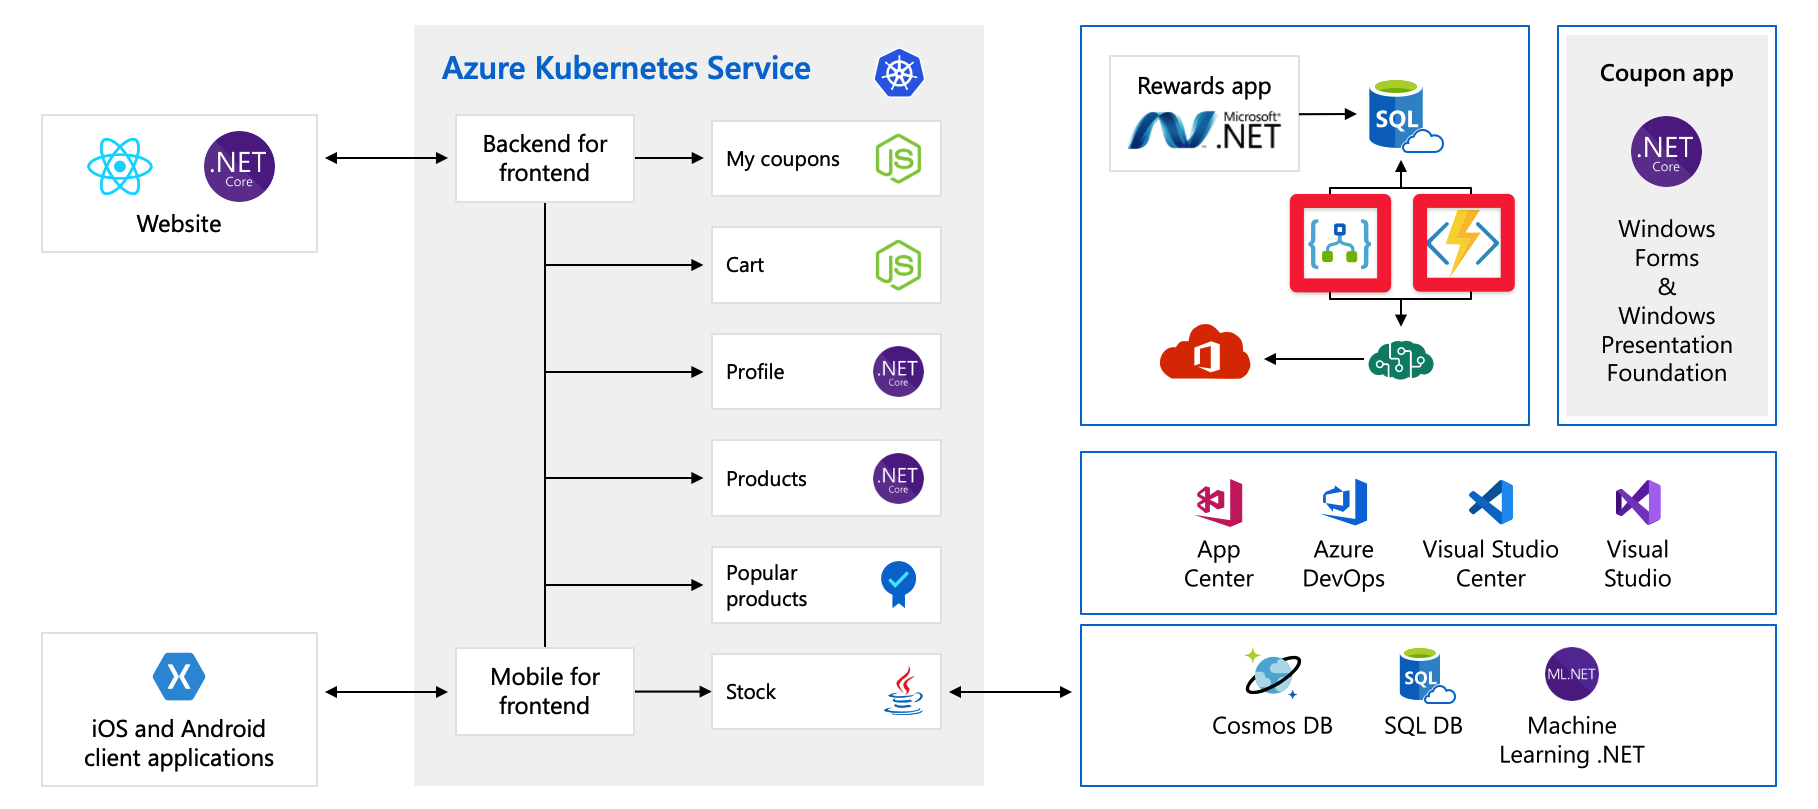 Azure Kubernetes Service
.NET
Core
Website
Backend for
frontend
My coupons
JS
Cart
JS
Profile
.NET
Core
Products
.NET
Core
Popular
products
X
iOS and Android
client applications
Mobile for
frontend
Stock
Rewards app
Microsoft®
.NET
SQL
Coupon app
.NET
Core
Windows
Forms
&
Windows
Presentation
Foundation
App
Center
Azure
DevOps
Visual Studio
Center
Visual
Studio
Cosmos DB
SQL
SQL DB
ML.NET
Machine
Learning .NET